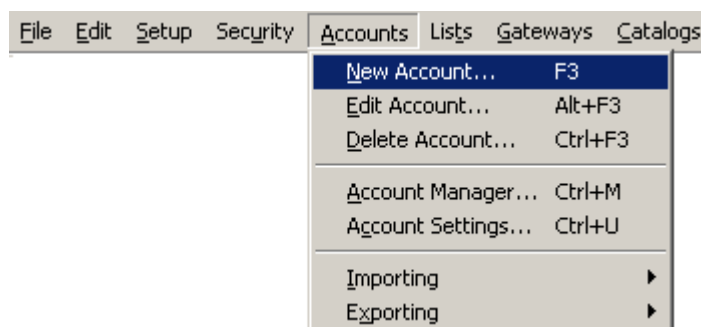 File Edit Setup Security Accounts Lists Gateways Catalogs
New Account... F3
Edit Account... Alt+F3
Delete Account... Ctrl+F3
Account Manager... Ctrl+M
Account Settings... Ctrl+U
Importing
Exporting